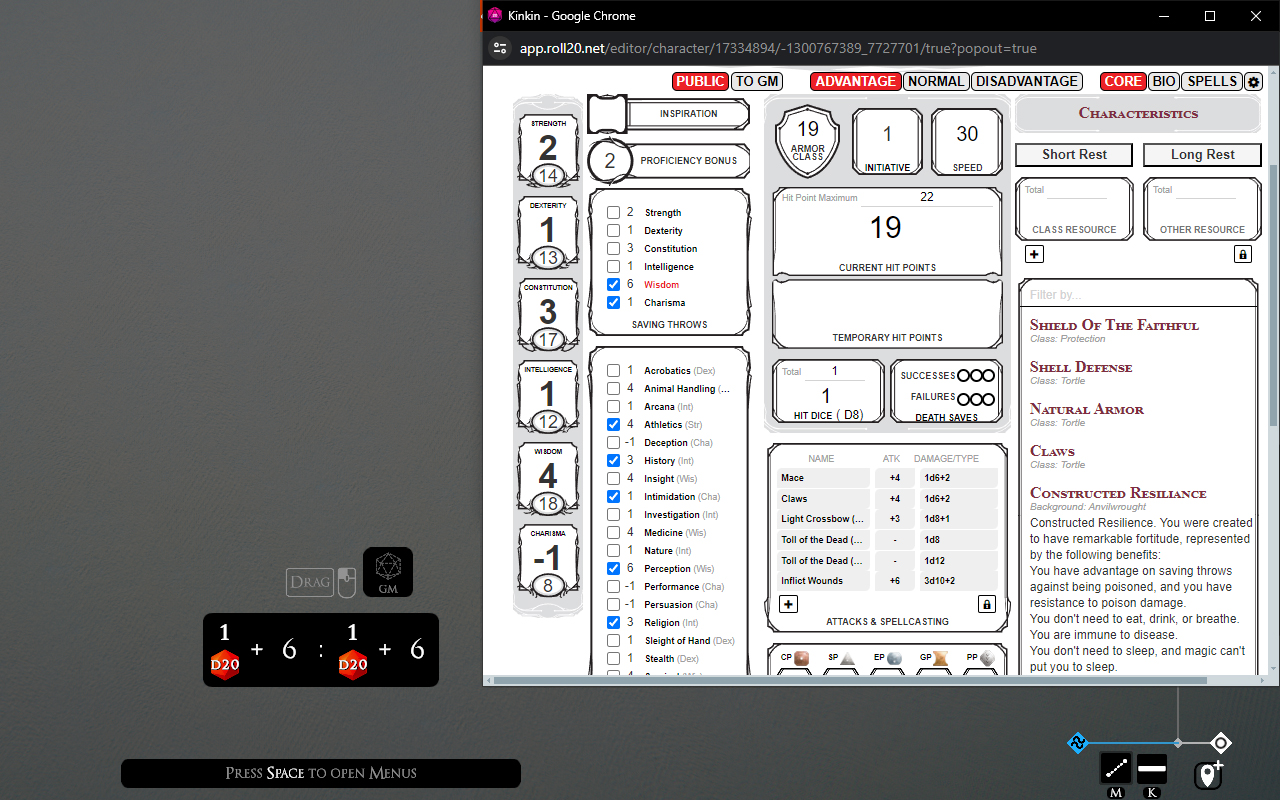 Kinkin - Google Chrome
app.roll20.net/editor/character/17334894/-1300767389_7727701/true?popout=true
PUBLIC TO GM ADVANTAGE NORMAL DISADVANTAGE CORE BIO SPELLS
STRENGTH
2
14
DEXTERITY
1
13
CONSTITUTION
3
17
INTELLIGENCE
1
12
WISDOM
4
18
CHARISMA
-1
8
INSPIRATION
2 PROFICIENCY BONUS
2 Strength
1 Dexterity
3 Constitution
1 Intelligence
6 Wisdom
1 Charisma
SAVING THROWS
1 Acrobatics (Dex)
4 Animal Handling (...
1 Arcana (Int)
4 Athletics (Str)
-1 Deception (Cha)
3 History (Int)
4 Insight (Wis)
1 Intimidation (Cha)
1 Investigation (Int)
4 Medicine (Wis)
1 Nature (Int)
6 Perception (Wis)
-1 Performance (Cha)
-1 Persuasion (Cha)
3 Religion (Int)
1 Sleight of Hand (Dex)
1 Stealth (Dex)
19
ARMOR
CLASS
1
INITIATIVE
30
SPEED
Hit Point Maximum 22
19
CURRENT HIT POINTS
TEMPORARY HIT POINTS
Total 1
1
HIT DICE ( D8)
SUCCESSES
FAILURES
DEATH SAVES
NAME ATK DAMAGE/TYPE
Mace +4 1d6+2
Claws +4 1d6+2
Light Crossbow (... +3 1d8+1
Toll of the Dead (... - 1d8
Toll of the Dead (... - 1d12
Inflict Wounds +6 3d10+2
ATTACKS & SPELLCASTING
CP SP EP GP PP
Characteristics
Short Rest Long Rest
Total
CLASS RESOURCE
Total
OTHER RESOURCE
Filter by...
Shield Of The Faithful
Class: Protection
Shell Defense
Class: Tortle
Natural Armor
Class: Tortle
Claws
Class: Tortle
Constructed Resiliance
Background: Anvilwrought
Constructed Resilience. You were created
to have remarkable fortitude, represented
by the following benefits:
You have advantage on saving throws
against being poisoned, and you have
resistance to poison damage.
You don't need to eat, drink, or breathe.
You are immune to disease.
You don't need to sleep, and magic can't
put you to sleep.
Drag
GM
1 + 6 : 1 + 6
D20 D20
Press Space to open Menus
M K